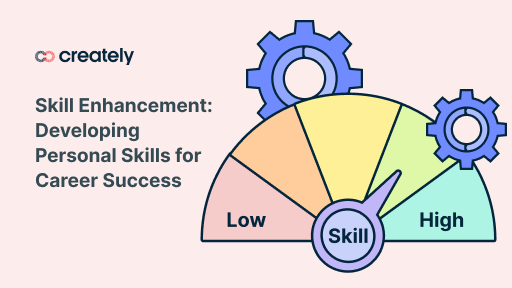 creately
Skill Enhancement:
Developing
Personal Skills for
Career Success
Low
Skill
High